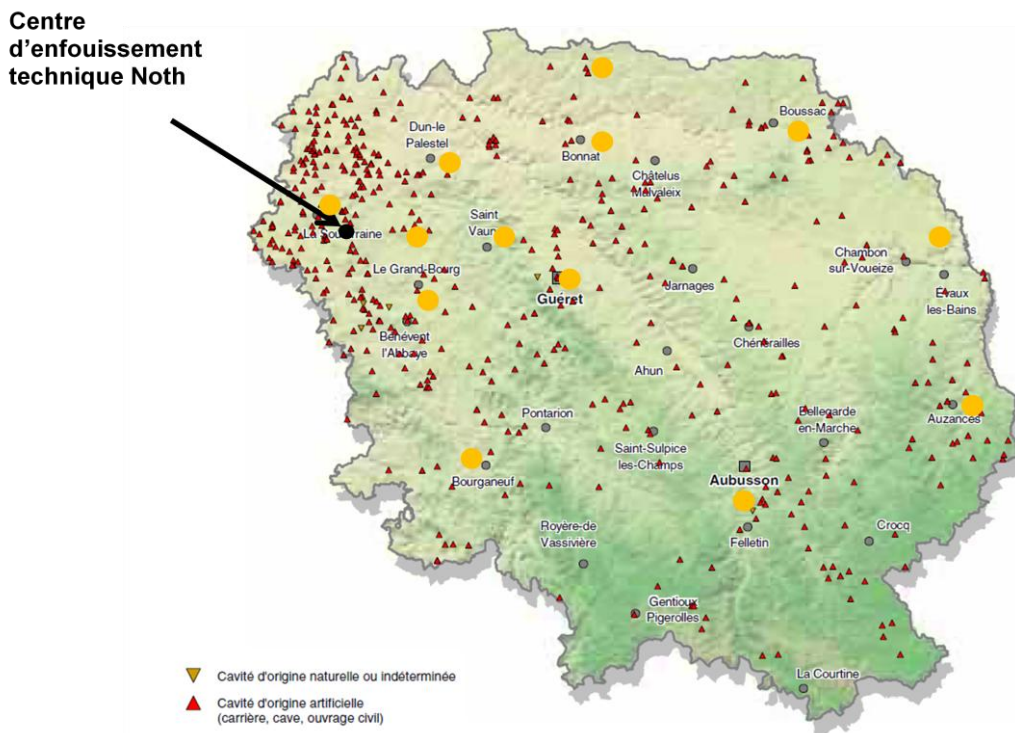 Centre
d'enfouissement
technique Noth
Boussac
Dun-le
Palestel
Bonnat
Châtelus
Malvaleix
Saint
Vaury
La Souterraine
Chambon
sur-Voueize
Le Grand-Bourg
Guéret
Jarnages
Evaux
les-Bains
Bénévent
l'Abbaye
Chénérailles
Ahun
Pontarion
Bellegarde
en-Marche
Auzances
Saint-Sulpice
les-Champs
Bourganeuf
Aubusson
Royère-de
Vassivière
Felletin
Crocq
Gentioux
Pigerolles
La Courtine
Cavité d'origine naturelle ou indéterminée
Cavité d'origine artificielle
(carrière, cave, ouvrage civil)